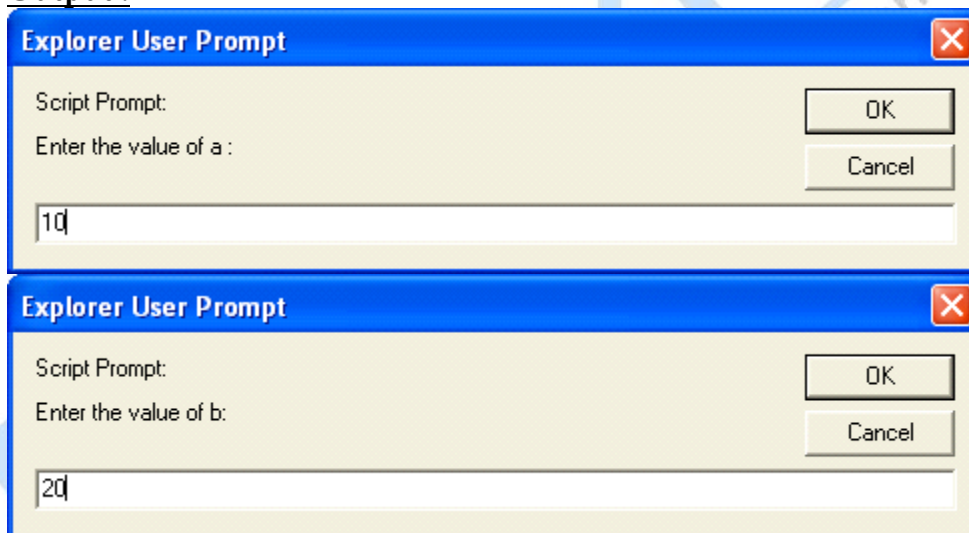 Explorer User Prompt
Script Prompt:
OK
Enter the value of a :
Cancel
10
Explorer User Prompt
Script Prompt:
OK
Enter the value of b:
Cancel
20